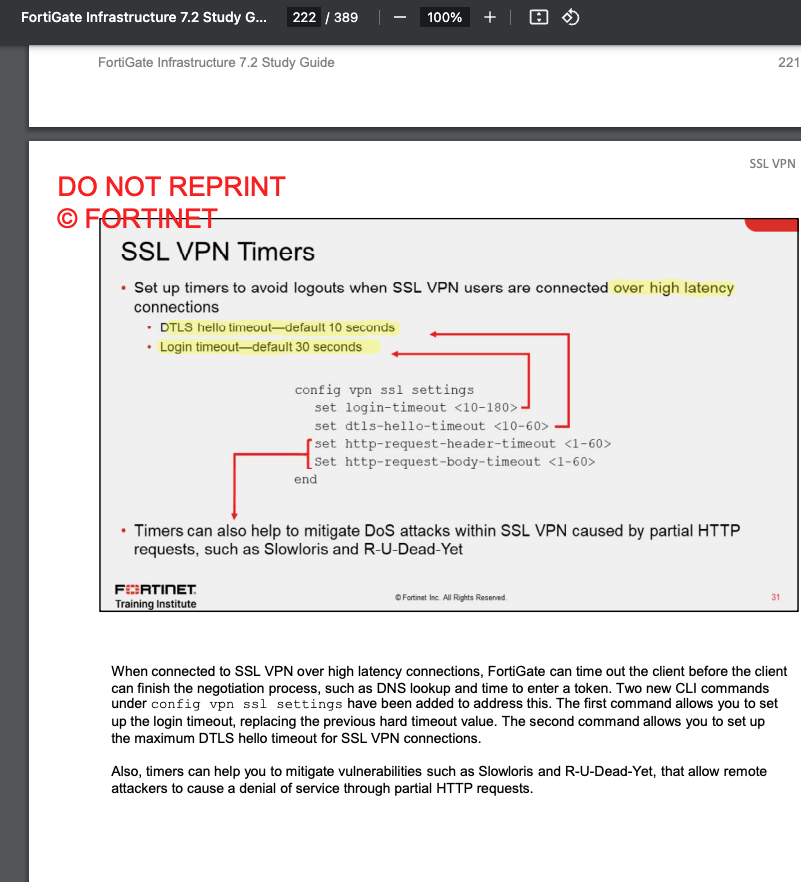 FortiGate Infrastructure 7.2 Study G...
222 / 389
100%
FortiGate Infrastructure 7.2 Study Guide
221
SSL VPN
DO NOT REPRINT
© FORTINET
SSL VPN Timers
• Set up timers to avoid logouts when SSL VPN users are connected over high latency
connections
• DTLS hello timeout—default 10 seconds
• Login timeout—default 30 seconds
config vpn ssl settings
set login-timeout <10-180>
set dtls-hello-timeout <10-60>
set http-request-header-timeout <1-60>
Set http-request-body-timeout <1-60>
end
• Timers can also help to mitigate DoS attacks within SSL VPN caused by partial HTTP
requests, such as Slowloris and R-U-Dead-Yet
FORTINET
Training Institute
© Fortinet Inc. All Rights Reserved.
31
When connected to SSL VPN over high latency connections, FortiGate can time out the client before the client
can finish the negotiation process, such as DNS lookup and time to enter a token. Two new CLI commands
under config vpn ssl settings have been added to address this. The first command allows you to set
up the login timeout, replacing the previous hard timeout value. The second command allows you to set up
the maximum DTLS hello timeout for SSL VPN connections.
Also, timers can help you to mitigate vulnerabilities such as Slowloris and R-U-Dead-Yet, that allow remote
attackers to cause a denial of service through partial HTTP requests.